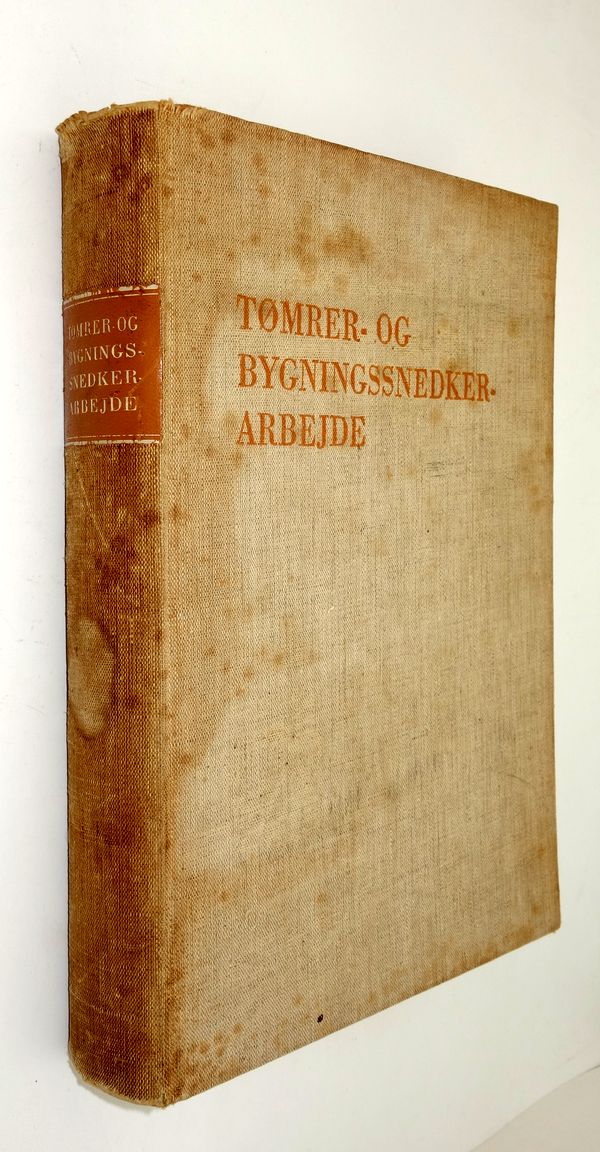 TØMRER- OG
BYGNINGSSNEDKER-
ARBEJDE
TØMRER-OG
BYGNINGS-
SNEDKER-
ARBEJDE